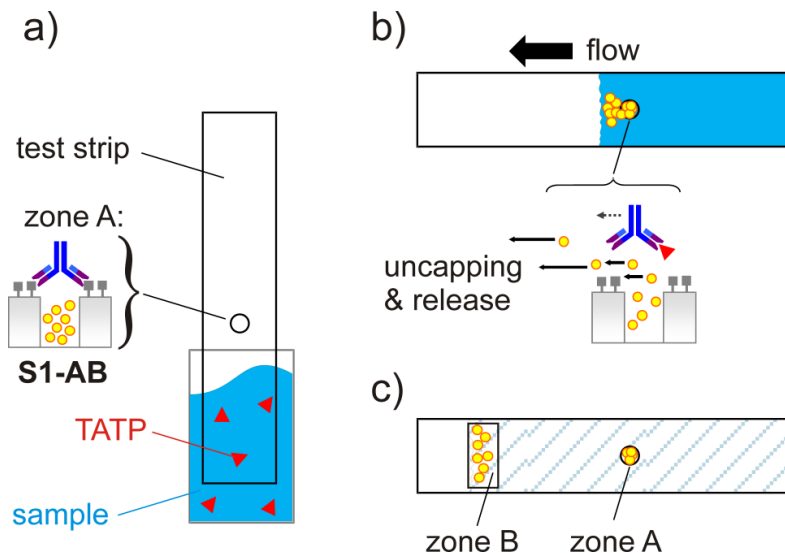 a)
test strip
zone A:
S1-AB
TATP
sample
b)
flow
uncapping
& release
c)
zone B
zone A